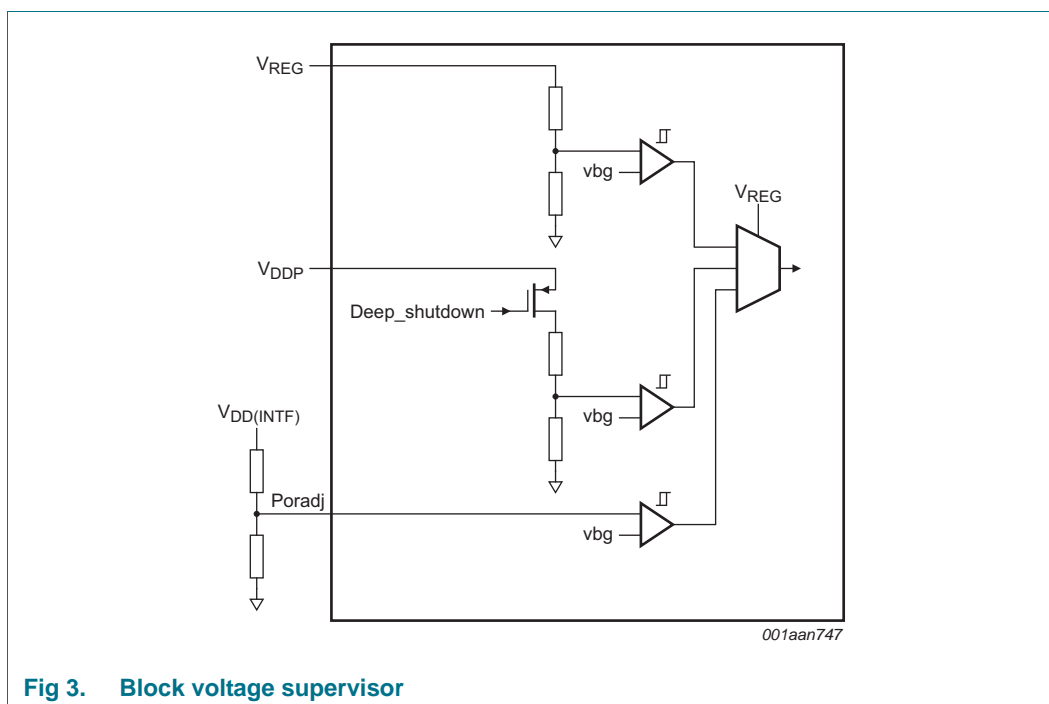 VREG
vbg
VREG
VDDP
Deep_shutdown
vbg
VDD(INTF)
Poradj
vbg
001aan747
Fig 3. Block voltage supervisor